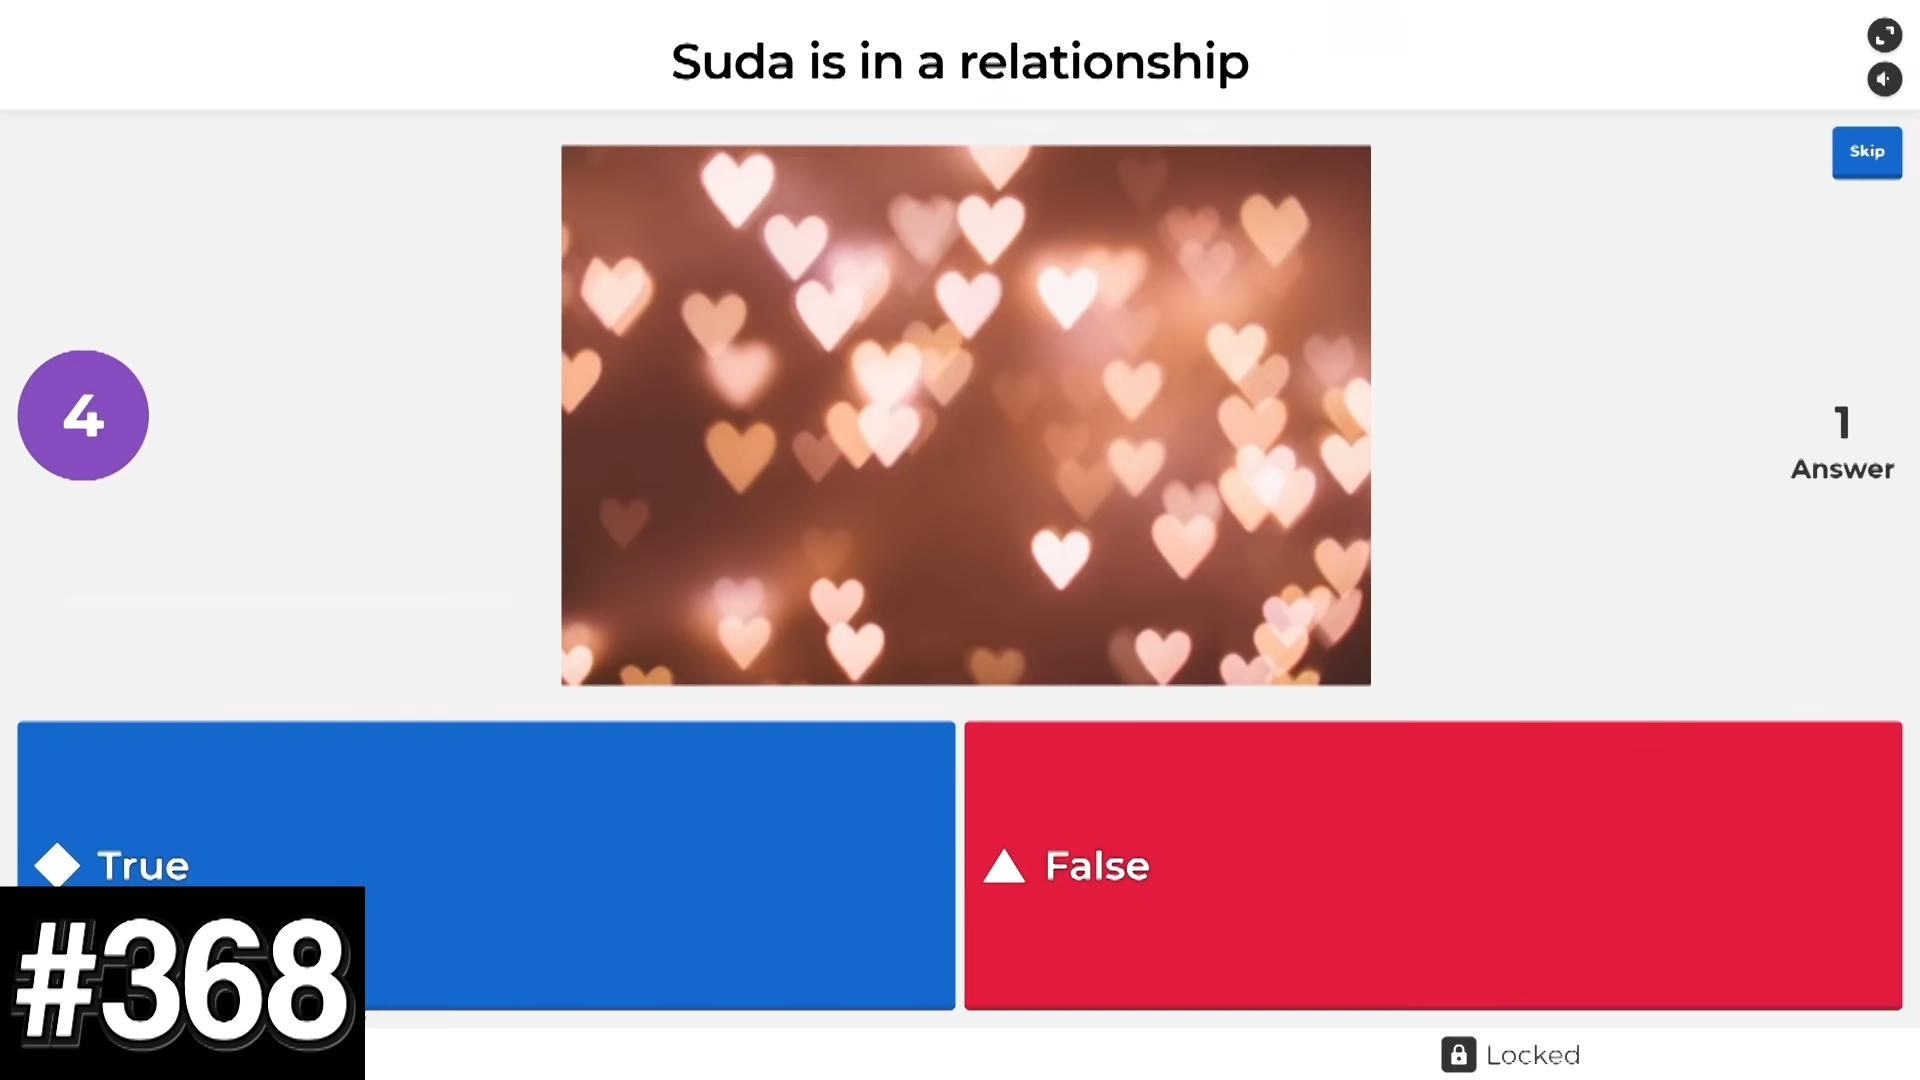 Suda is in a relationship
Skip
4
1
Answer
True
False
#368
Locked